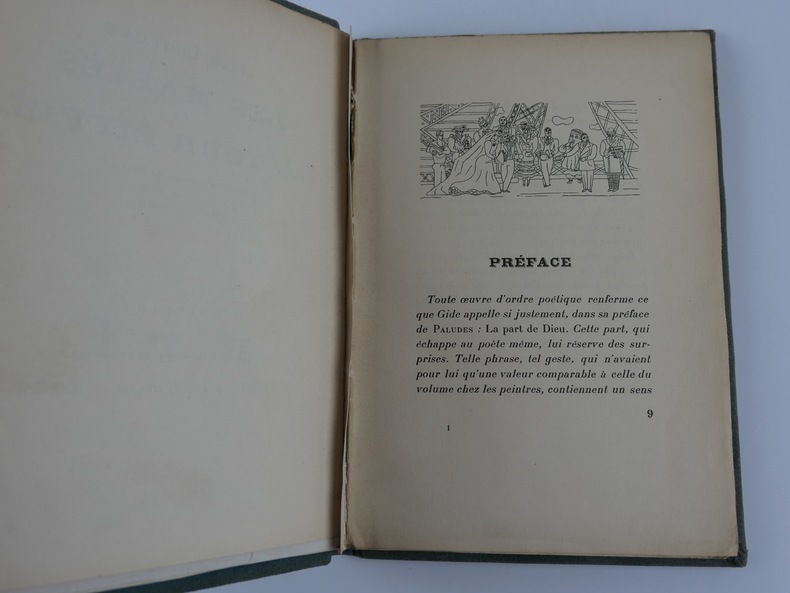 PRÉFACE
Toute œuvre d'ordre poétique renferme ce
que Gide appelle si justement, dans sa préface
de PALUDES : La part de Dieu. Cette part, qui
échappe au poète même, lui réserve des sur-
prises. Telle phrase, tel geste, qui n'avaient
pour lui qu'une valeur comparable à celle du
volume chez les peintres, contiennent un sens
9
1